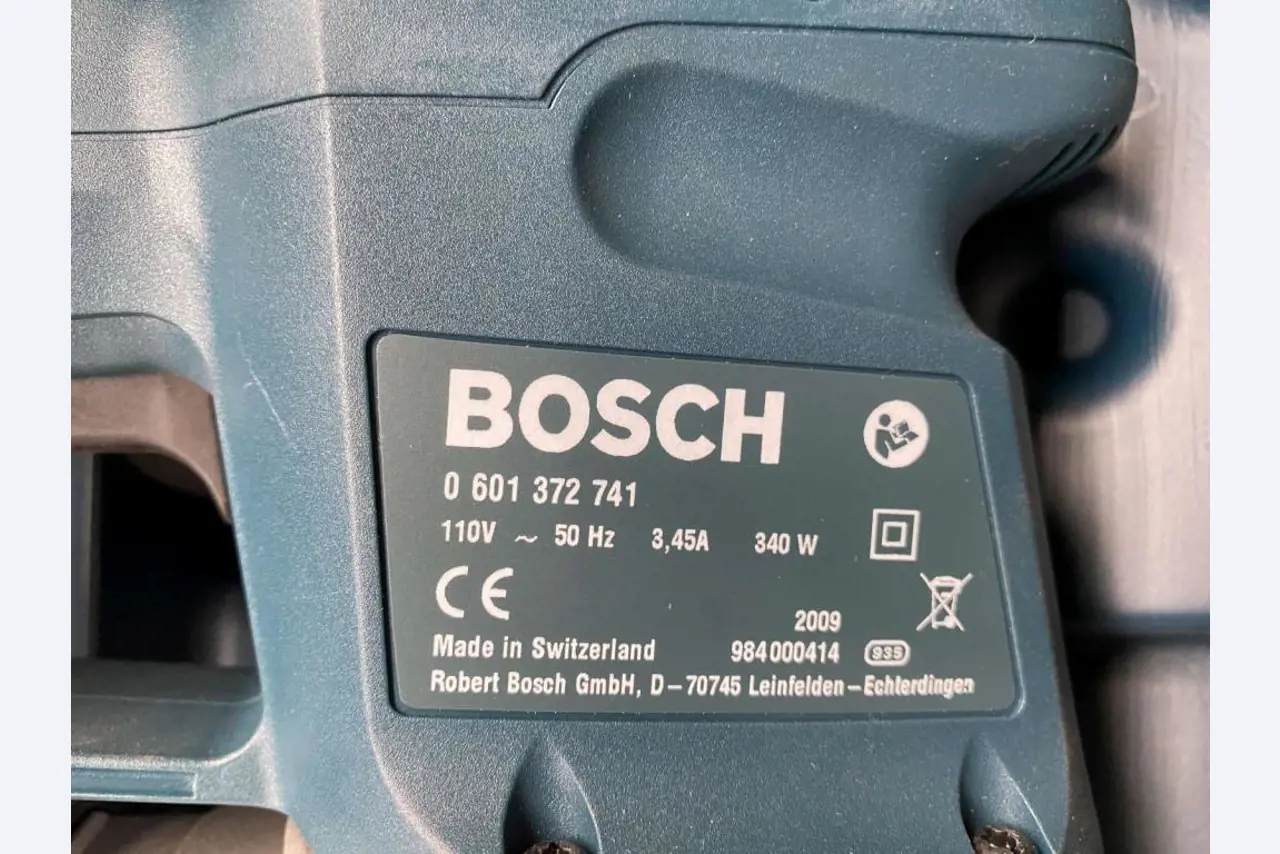 BOSCH
0 601 372 741
110V ~ 50 Hz 3,45A 340 W
CE
2009
Made in Switzerland 984000414 935
Robert Bosch GmbH, D-70745 Leinfelden-Echterdingen